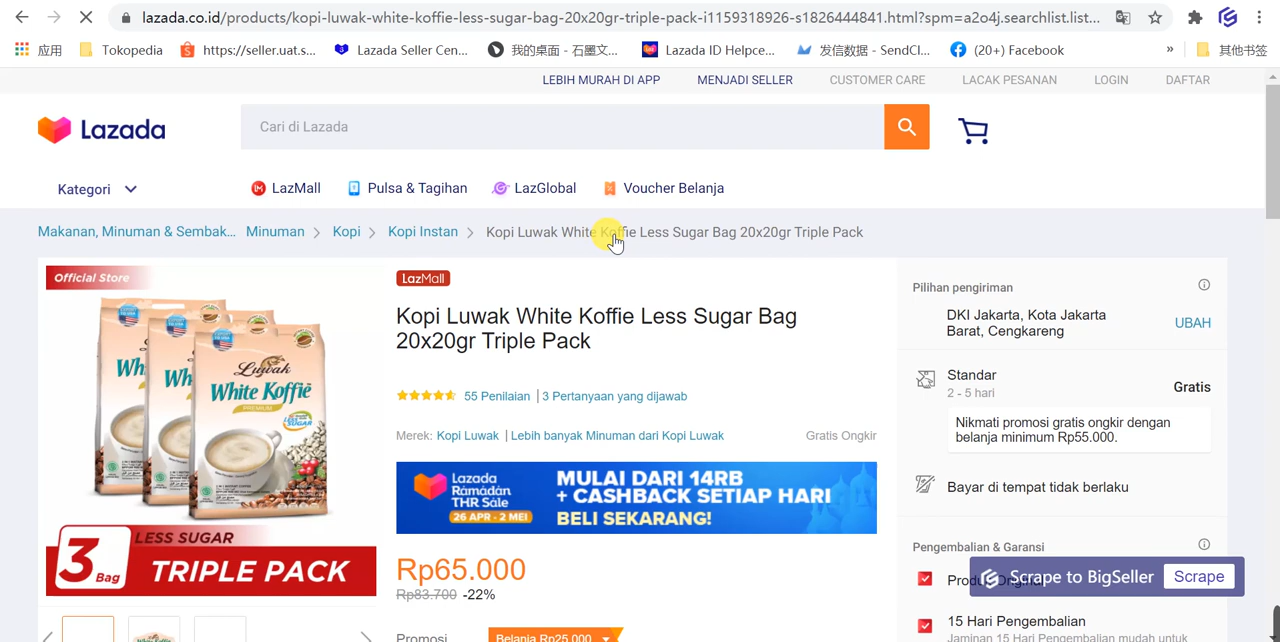 lazada.co.id/products/kopi-luwak-white-koffie-less-sugar-bag-20x20gr-triple-pack-i1159318926-s1826444841.html?spm=a2o4j.searchlist.list...
应用 Tokopedia https://seller.uat.s... Lazada Seller Cen... 我的桌面 - 石墨文... Lazada ID Helpce... 发信数据 - SendCl... (20+) Facebook » 其他书签
LEBIH MURAH DI APP MENJADI SELLER CUSTOMER CARE LACAK PESANAN LOGIN DAFTAR
Lazada Cari di Lazada
Kategori LazMall Pulsa & Tagihan LazGlobal Voucher Belanja
Makanan, Minuman & Sembak... Minuman > Kopi > Kopi Instan > Kopi Luwak White Koffie Less Sugar Bag 20x20gr Triple Pack
Official Store
Luwak
White Koffie
PREMIUM
LESS SUGAR
3 Bag
TRIPLE PACK
LazMall
Kopi Luwak White Koffie Less Sugar Bag
20x20gr Triple Pack
55 Penilaian | 3 Pertanyaan yang dijawab
Merek: Kopi Luwak | Lebih banyak Minuman dari Kopi Luwak Gratis Ongkir
Lazada
Ramadan
THR Sale
26 APR - 2 MEI
MULAI DARI 14RB
+ CASHBACK SETIAP HARI
BELI SEKARANG!
Rp65.000
Rp83.700 -22%
Promosi Belanja Rp25.000
Pilihan pengiriman
DKI Jakarta, Kota Jakarta
Barat, Cengkareng
UBAH
Standar
2 - 5 hari
Gratis
Nikmati promosi gratis ongkir dengan
belanja minimum Rp55.000.
Bayar di tempat tidak berlaku
Pengembalian & Garansi
Scrape to BigSeller Scrape
15 Hari Pengembalian
Jaminan 15 Hari Pengembalian mudah untuk